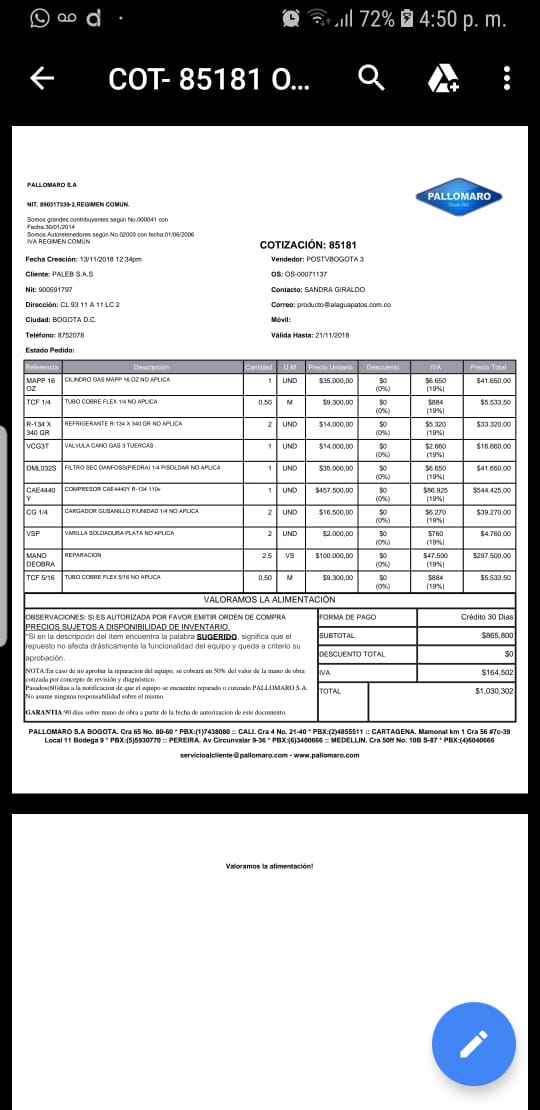 72% 4:50 p. m.
COT- 85181 O...
PALLOMARO S.A
NIT. 890317339-2.REGIMEN COMUN.
Somos grandes contribuyentes según No.000041 con
Fecha:30/01/2014
Somos Autoretenedores según No.02003 con fecha:01/06/2006
IVA REGIMEN COMÚN
PALLOMARO
COTIZACIÓN: 85181
Fecha Creación: 13/11/2018 12:34pm
Vendedor: POSTVBOGOTA 3
Cliente: PALEB S.A.S
OS: OS-00071137
Nit: 900591797
Contacto: SANDRA GIRALDO
Dirección: CL 93 11 A 11 LC 2
Correo: producto@alaguapatos.com.co
Ciudad: BOGOTA D.C.
Móvil:
Teléfono: 8752078
Válida Hasta: 21/11/2018
Estado Pedido:
Referencia Descripcion Cantidad U.M Precio Unitario Descuento IVA Precio Total
MAPP 16 OZ CILINDRO GAS MAPP 16 OZ NO APLICA 1 UND $35.000,00 $0 (0%) $6.650 (19%) $41.650,00
TCF 1/4 TUBO COBRE FLEX 1/4 NO APLICA 0,50 M $9.300,00 $0 (0%) $884 (19%) $5.533,50
R-134 X 340 GR REFRIGERANTE R-134 X 340 GR NO APLICA 2 UND $14.000,00 $0 (0%) $5.320 (19%) $33.320,00
VCG3T VALVULA CANO GAS 3 TUERCAS 1 UND $14.000,00 $0 (0%) $2.660 (19%) $16.660,00
DML032S FILTRO SEC DANFOSS(PIEDRA) 1/4 P/SOLDAR NO APLICA 1 UND $35.000,00 $0 (0%) $6.650 (19%) $41.650,00
CAE4440 Y COMPRESOR CAE4440Y R-134 110v 1 UND $457.500,00 $0 (0%) $86.925 (19%) $544.425,00
CG 1/4 CARGADOR GUSANILLO P/UNIDAD 1/4 NO APLICA 2 UND $16.500,00 $0 (0%) $6.270 (19%) $39.270,00
VSP VARILLA SOLDADURA PLATA NO APLICA 2 UND $2.000,00 $0 (0%) $760 (19%) $4.760,00
MANO DEOBRA REPARACION 2.5 VS $100.000,00 $0 (0%) $47.500 (19%) $297.500,00
TCF 5/16 TUBO COBRE FLEX 5/16 NO APLICA 0,50 M $9.300,00 $0 (0%) $884 (19%) $5.533,50
VALORAMOS LA ALIMENTACIÓN
OBSERVACIONES: SI ES AUTORIZADA POR FAVOR EMITIR ORDEN DE COMPRA
PRECIOS SUJETOS A DISPONIBILIDAD DE INVENTARIO.
"Si en la descripción del item encuentra la palabra SUGERIDO, significa que el
repuesto no afecta drásticamente la funcionalidad del equipo y queda a criterio su
aprobación.
NOTA:En caso de no aprobar la reparacion del equipo, se cobrará un 50% del valor de la mano de obra
cotizada por concepto de revisión y diagnóstico.
Pasados(60)dias a la notificacion de que el equipo se encuentre reparado o cotizado PALLOMARO S.A.
No asume ninguna responsabilidad sobre el mismo.
GARANTIA:90 dias sobre mano de obra a partir de la fecha de autorizacion de este documento.
FORMA DE PAGO Crédito 30 Dias
SUBTOTAL $865,800
DESCUENTO TOTAL $0
IVA $164,502
TOTAL $1,030,302
PALLOMARO S.A BOGOTA. Cra 65 No. 80-60 * PBX:(1)7438080 :: CALI. Cra 4 No. 21-40 * PBX:(2)4855511 :: CARTAGENA. Mamonal km 1 Cra 56 #7c-39
Local 11 Bodega 9 * PBX:(5)5930770 :: PEREIRA. Av Circunvalar 9-36 * PBX:(6)3400666 :: MEDELLIN. Cra 50ff No. 10B S-87 * PBX:(4)6040666
servicioalcliente@pallomaro.com - www.pallomaro.com
Valoramos la alimentación!